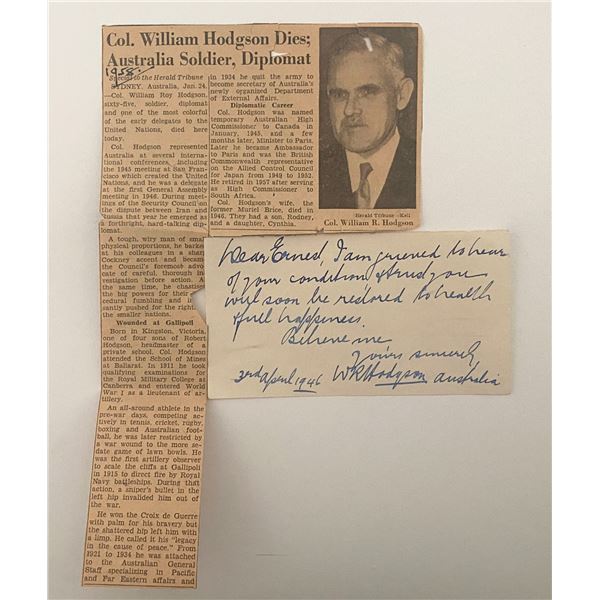 Col. William Hodgson Dies;
Australia Soldier, Diplomat
1958.
Special to the Herald Tribune
SYDNEY, Australia, Jun. 24.
—Col. William Roy Hodgson,
sixty-five, soldier, diplomat
and one of the most colorful
of the early delegates to the
United Nations, died here
today.
Col. Hodgson represented
Australia at several interna-
tional conferences, including
the 1945 meeting at San Fran-
cisco which created the United
Nations, and he was a delegate
at the first General Assembly
meeting in 1946. During meet-
ings of the Security Council on
the dispute between Iran and
Russia that year he emerged as
a forthright, hard-talking dip-
lomat.
A tough, wiry man of small
physical proportions, he barked
at his colleagues in a sharp
Cockney accent and became
the Council's foremost advo-
cate of careful, thorough in-
vestigation before action. At
the same time, he chastised
the big powers for their pro-
cedural fumbling and
pushed for the rights
the smaller nations.
Wounded at Gallipoli
Born in Kingston, Victoria,
one of four sons of Robert
Hodgson, headmaster of a
private school, Col. Hodgson
attended the School of Mines
at Ballarat. In 1911 he took
qualifying examinations for
the Royal Military College at
Canberra and entered World
War I as a lieutenant of ar-
tillery.
An all-around athlete in the
pre-war days, competing ac-
tively in tennis, cricket, rugby,
boxing and Australian foot-
ball, he was later restricted by
a war wound to the more se-
date game of lawn bowls. He
was the first artillery observer
to scale the cliffs at Gallipoli
in 1915 to direct fire by Royal
Navy battleships. During that
action, a sniper's bullet in the
left hip invalided him out of
the war.
He won the Croix de Guerre
with palm for his bravery but
the shattered hip left him with
a limp. He called it his "legacy
in the cause of peace." From
1921 to 1934 he was attached
to the Australian General
Staff specializing in Pacific
and Far Eastern affairs and
in 1934 he quit the army to
become secretary of Australia's
newly organized Department
of External Affairs.
Diplomatic Career
Col. Hodgson was named
temporary Australian High
Commissioner to Canada in
January, 1945, and a few
months later, Minister to Paris.
Later he became Ambassador
to Paris and was the British
Commonwealth representative
on the Allied Control Council
for Japan from 1948 to 1952.
He retired in 1957 after serving
as High Commissioner to
South Africa.
Col. Hodgson's wife, the
former Muriel Brice, died in
1946. They had a son, Rodney,
and a daughter, Cynthia.
Herald Tribune—Kell
Col. William R. Hodgson
Dear Earned, I am grieved to hear
of your condition & trust you
will soon be restored to health
& full happiness.
Believe me
Yours sincerely
3rd April 1946 WR Hodgson Australia